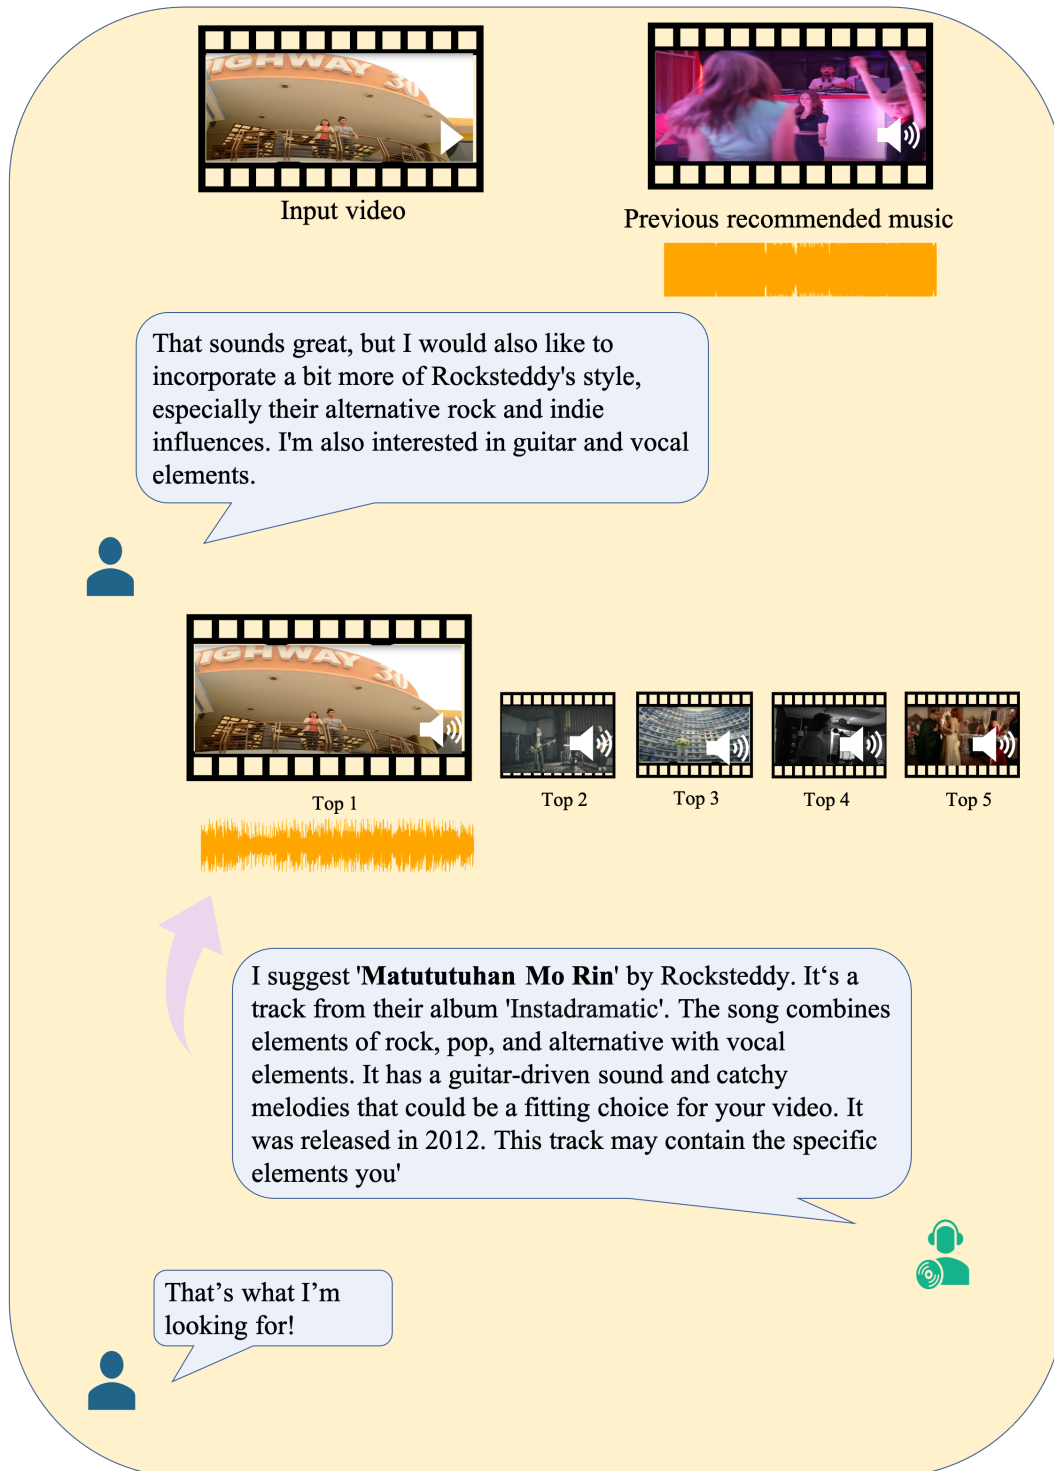 HIGHWAY 30
Input video
Previous recommended music
That sounds great, but I would also like to
incorporate a bit more of Rocksteddy's style,
especially their alternative rock and indie
influences. I'm also interested in guitar and vocal
elements.
HIGHWAY 30
Top 1
Top 2
Top 3
Top 4
Top 5
I suggest 'Matututuhan Mo Rin' by Rocksteddy. It‘s a
track from their album 'Instadramatic'. The song combines
elements of rock, pop, and alternative with vocal
elements. It has a guitar-driven sound and catchy
melodies that could be a fitting choice for your video. It
was released in 2012. This track may contain the specific
elements you'
That’s what I’m
looking for!